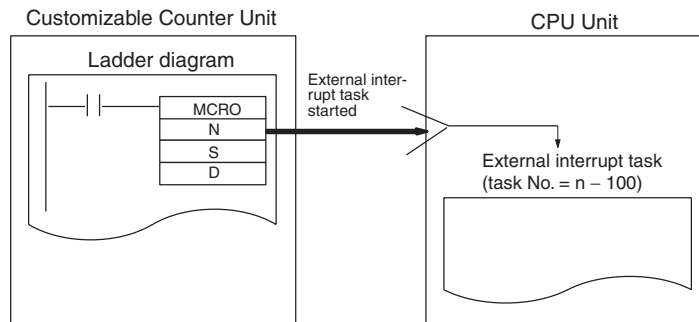 Customizable Counter Unit
CPU Unit
Ladder diagram
MCRO
N
S
D
External inter-
rupt task
started
External interrupt task
(task No. = n – 100)